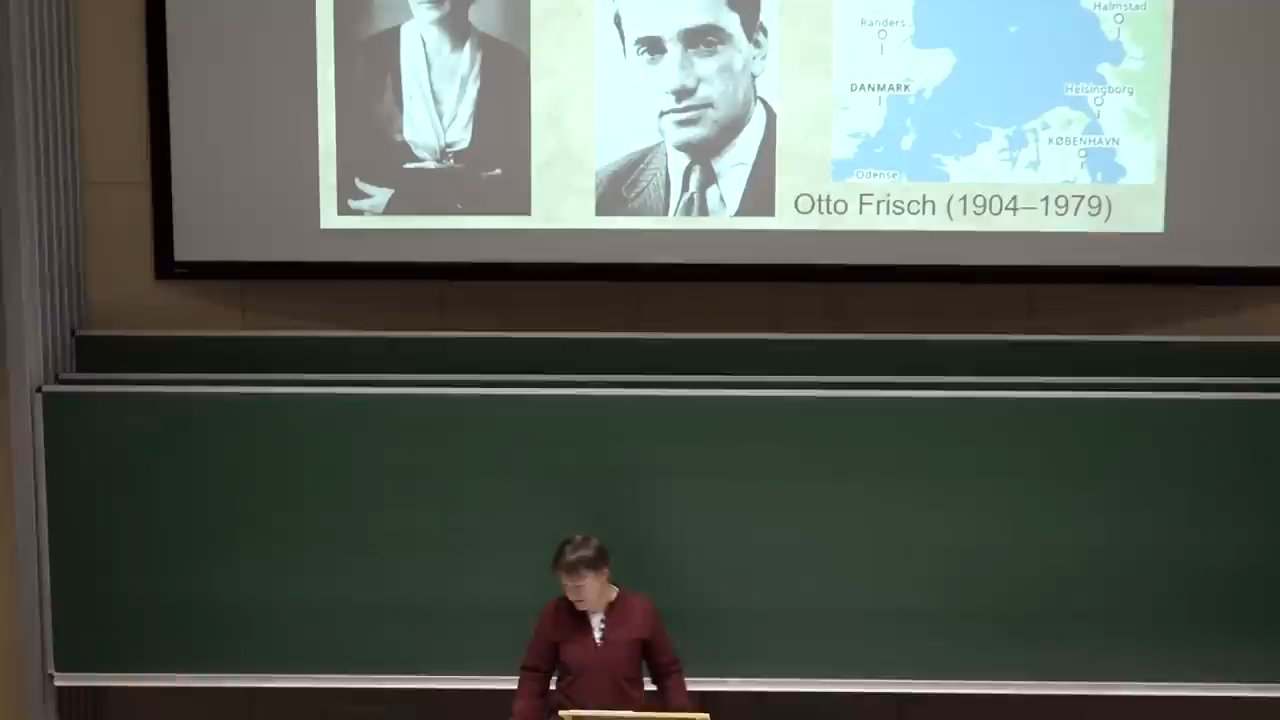 Halmstad
Randers
DANMARK
Helsingborg
KØBENHAVN
Odense
Otto Frisch (1904–1979)